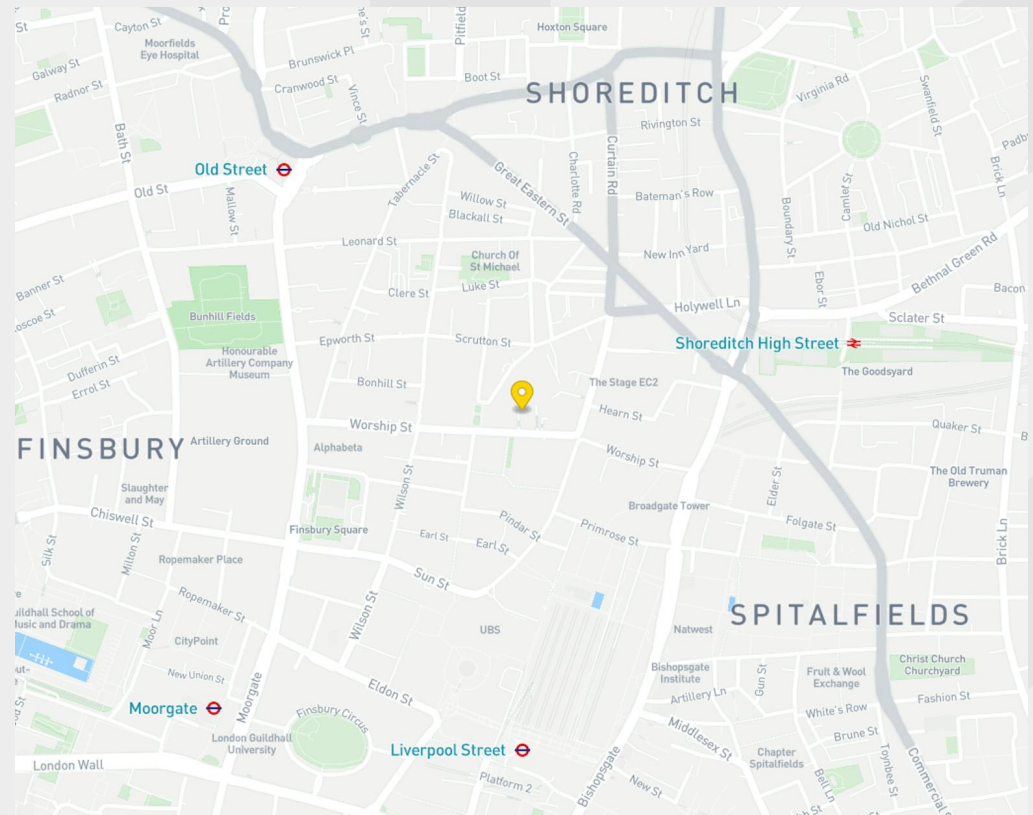 St
Cayton St
Pro
Pitfield
Hoxton Square
Moorfields
Eye Hospital
Brunswick Pl
Galway St
Radnor St
Cranwood St
Vince St
Boot St
SHOREDITCH
Virginia Rd
Swanfield St
Rivington St
Bath St
Old Street
Tabernacle St
Great Eastern St
Charlotte Rd
Curtain Rd
Padb
Brick Ln
Old St
Mallow St
Willow St
Blackall St
Bateman's Row
Boundary St
Camlet St
Old Nichol St
Leonard St
New Inn Yard
Bethnal Green Rd
Church Of
St Michael
Banner St
Clere St
Luke St
Ebor St
Bacon
oscoe St
Bunhill Fields
Holywell Ln
Sclater St
Epworth St
Scrutton St
Shoreditch High Street
Honourable
Artillery Company
Museum
Dufferin St
Errol St
The Goodsyard
Bonhill St
The Stage EC2
Hearn St
Worship St
FINSBURY
Artillery Ground
Alphabeta
Quaker St
B
Worship St
Wilson St
Slaughter
and May
Elder St
The Old Truman
Brewery
Broadgate Tower
Chiswell St
Finsbury Square
Pindar St
Primrose St
Folgate St
Silk St
Milton St
Earl St
Earl St
Brick Ln
Ropemaker Place
Sun St
Ropemaker St
Wilson St
uildhall School of
Music and Drama
Moor Ln
CityPoint
UBS
Natwest
SPITALFIELDS
New Union St
Moorgate
Eldon St
Bishopsgate
Institute
Gun St
Fruit & Wool
Exchange
Christ Church
Churchyard
Artillery Ln
Fashion St
Moorgate
Finsbury Circus
White's Row
London Guildhall
University
Liverpool Street
Middlesex St
Brune St
London Wall
Chapter
Spitalfields
Toynbee St
Commercial S
Platform 2
Bishopsgate
New St
Bell Ln